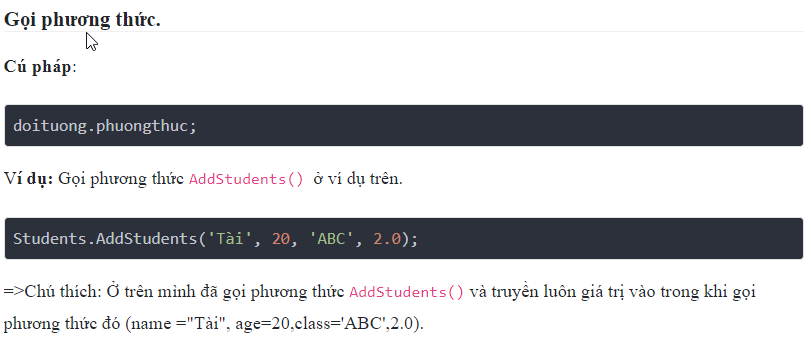 Gọi phương thức.
Cú pháp:
doituong.phuongthuc;
Ví dụ: Gọi phương thức AddStudents() ở ví dụ trên.
Students.AddStudents('Tài', 20, 'ABC', 2.0);
=>Chú thích: Ở trên mình đã gọi phương thức AddStudents() và truyền luôn giá trị vào trong khi gọi
phương thức đó (name ="Tài", age=20,class='ABC',2.0).